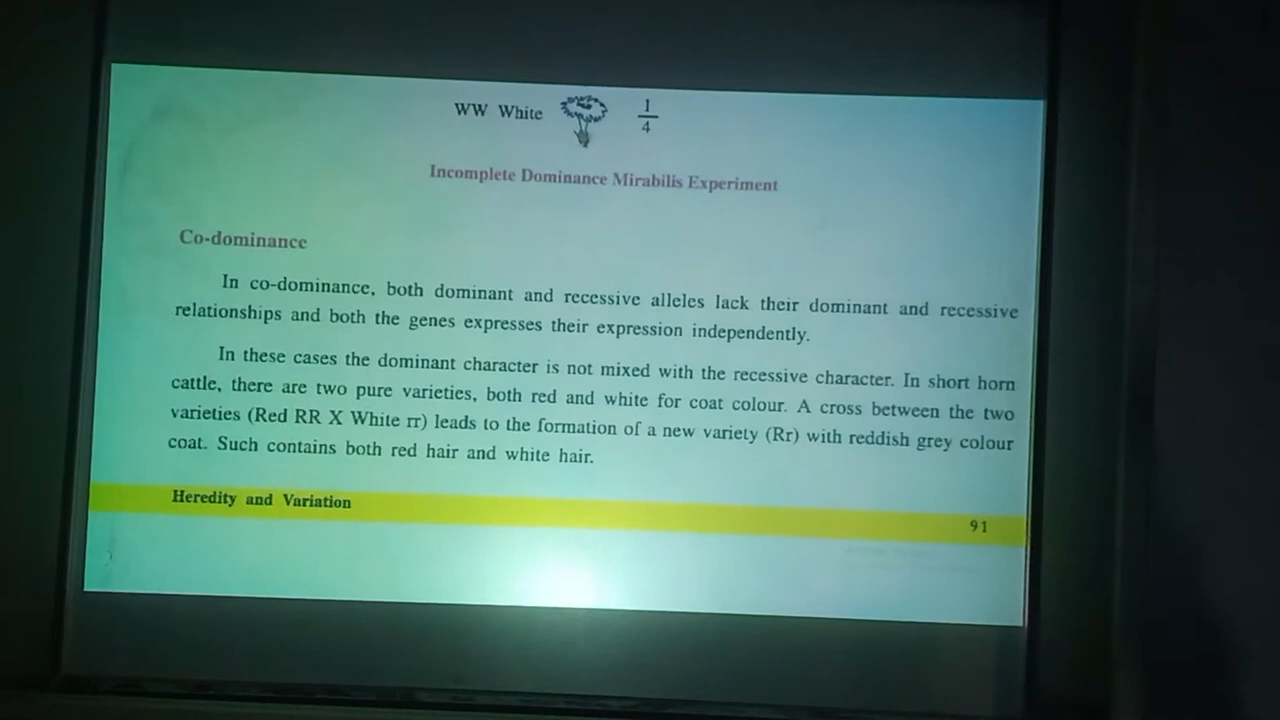 WW White 1/4
Incomplete Dominance Mirabilis Experiment
Co-dominance
In co-dominance, both dominant and recessive alleles lack their dominant and recessive
relationships and both the genes expresses their expression independently.
In these cases the dominant character is not mixed with the recessive character. In short horn
cattle, there are two pure varieties, both red and white for coat colour. A cross between the two
varieties (Red RR X White rr) leads to the formation of a new variety (Rr) with reddish grey colour
coat. Such contains both red hair and white hair.
Heredity and Variation
91